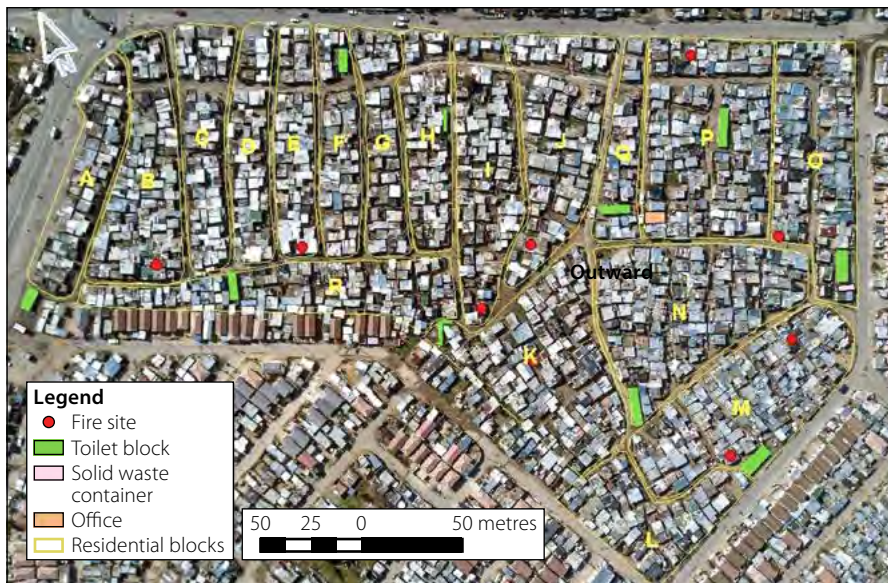 A
B
C
D
E
F
G
H
I
J
Q
P
O
R
Outward
N
K
M
L
Legend
Fire site
Toilet block
Solid waste
container
Office
Residential blocks
50 25 0 50 metres